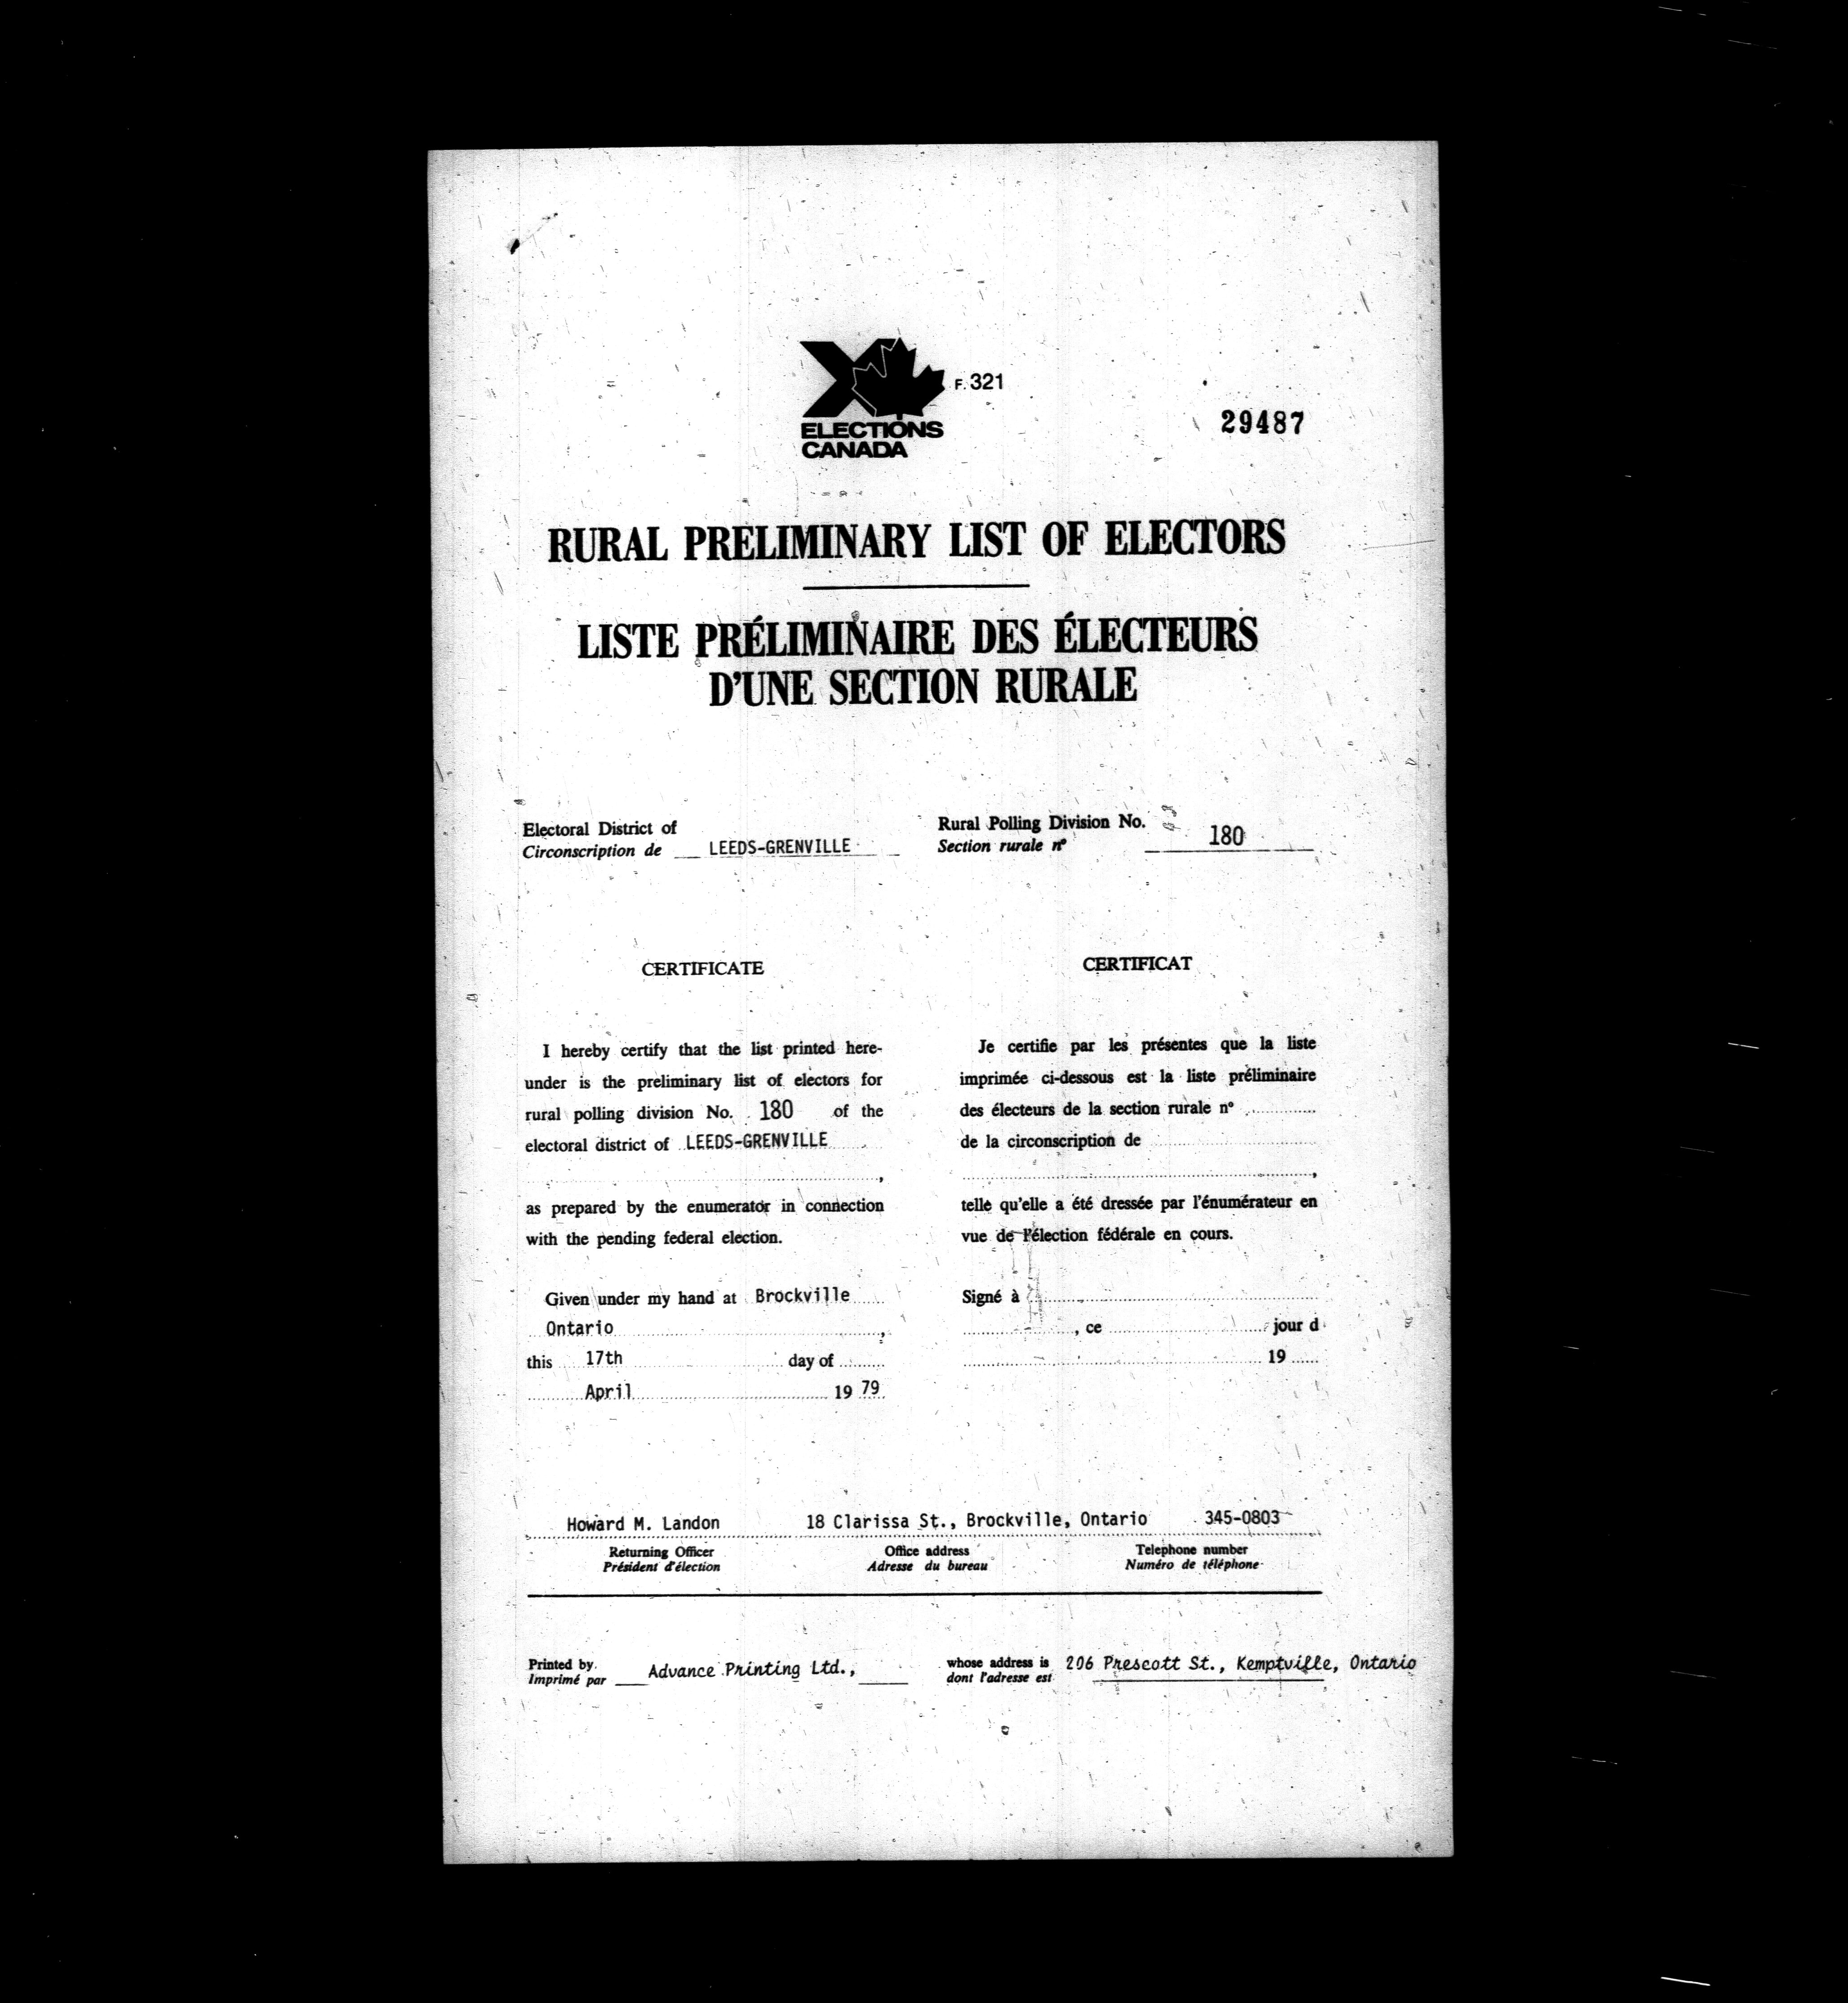 F. 321
ELECTIONS
CANADA
29487
RURAL PRELIMINARY LIST OF ELECTORS
LISTE PRÉLIMINAIRE DES ÉLECTEURS
D'UNE SECTION RURALE
Electoral District of
Circonscription de LEEDS-GRENVILLE
Rural Polling Division No.
Section rurale nº 180
CERTIFICATE
I hereby certify that the list printed here-
under is the preliminary list of electors for
rural polling division No. 180 of the
electoral district of LEEDS-GRENVILLE
,
as prepared by the enumerator in connection
with the pending federal election.
Given under my hand at Brockville
Ontario,
this 17th day of
April 19 79
CERTIFICAT
Je certifie par les présentes que la liste
imprimée ci-dessous est la liste préliminaire
des électeurs de la section rurale nº
de la circonscription de
,
telle qu'elle a été dressée par l'énumérateur en
vue de l'élection fédérale en cours.
Signé à
, ce jour d
19
Howard M. Landon 18 Clarissa St., Brockville, Ontario 345-0803
Returning Officer Office address Telephone number
Président d'élection Adresse du bureau Numéro de téléphone
Printed by
Imprimé par Advance Printing Ltd.,
whose address is 206 Prescott St., Kemptville, Ontario
dont l'adresse est